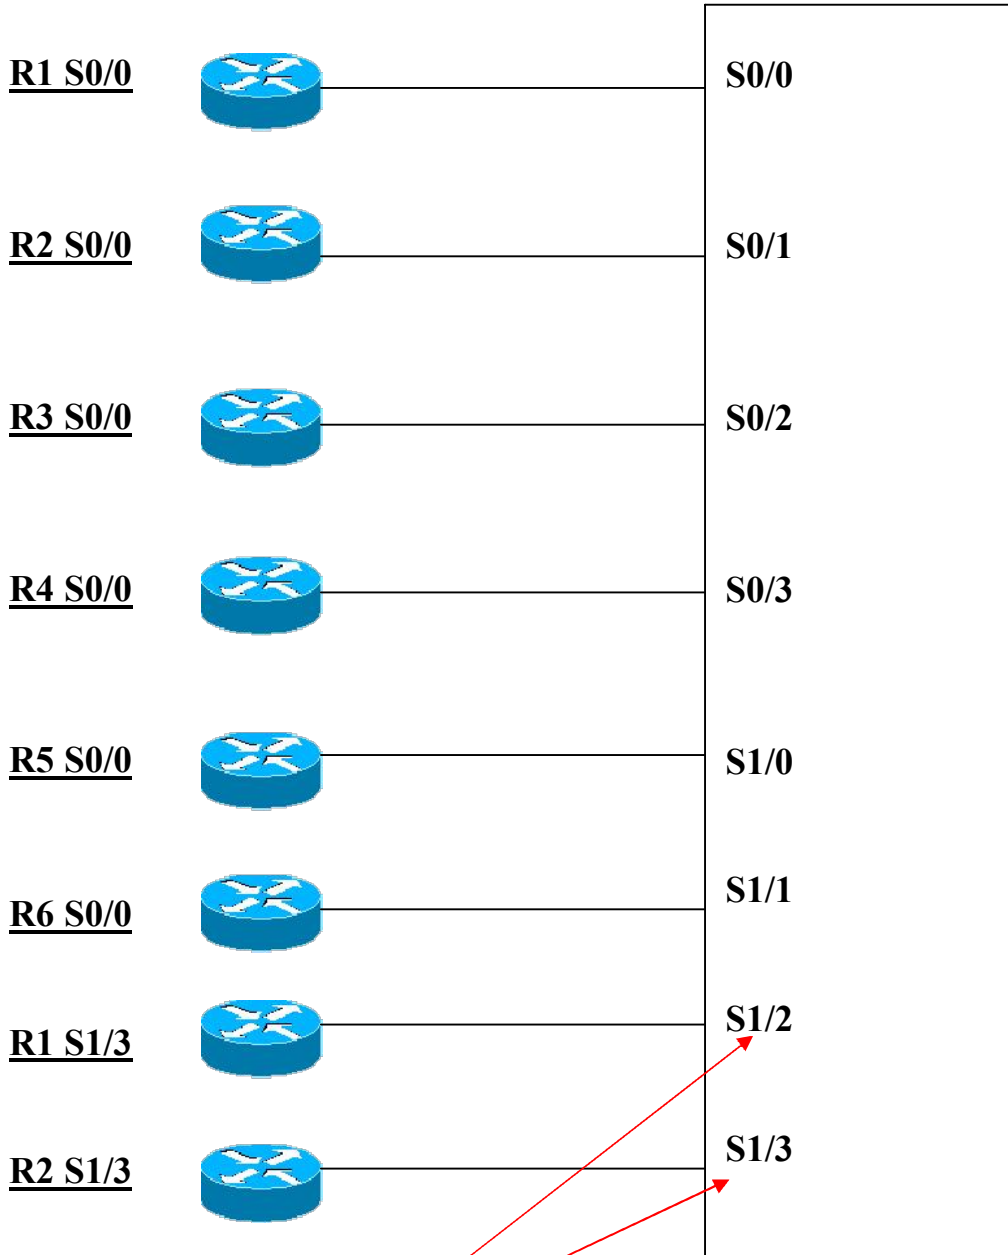 R1 S0/0 S0/0
R2 S0/0 S0/1
R3 S0/0 S0/2
R4 S0/0 S0/3
R5 S0/0 S1/0
R6 S0/0 S1/1
R1 S1/3 S1/2
R2 S1/3 S1/3